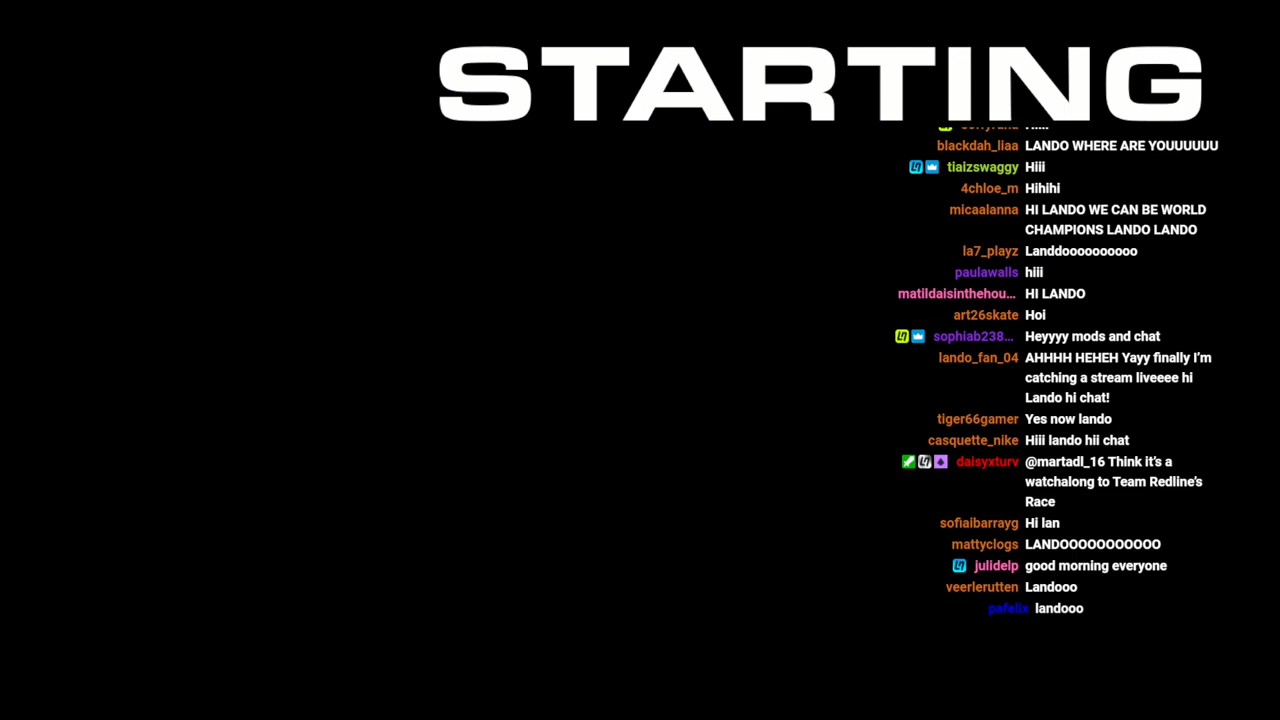 STARTING
blackdah_liaa LANDO WHERE ARE YOUUUUUU
tiaizswaggy Hiii
4chloe_m Hihihi
micaalanna HI LANDO WE CAN BE WORLD
CHAMPIONS LANDO LANDO
la7_playz Landdoooooooooo
paulawalls hiii
matildaisinthehou... HI LANDO
art26skate Hoi
sophiab238... Heyyyy mods and chat
lando_fan_04 AHHHH HEHEH Yayy finally I'm
catching a stream liveeee hi
Lando hi chat!
tiger66gamer Yes now lando
casquette_nike Hiii lando hii chat
daisyxturv @martadl_16 Think it's a
watchalong to Team Redline's
Race
sofiaibarrayg Hi lan
mattyclogs LANDOOOOOOOOOOO
julidelp good morning everyone
veerlerutten Landooo
pafelix landooo